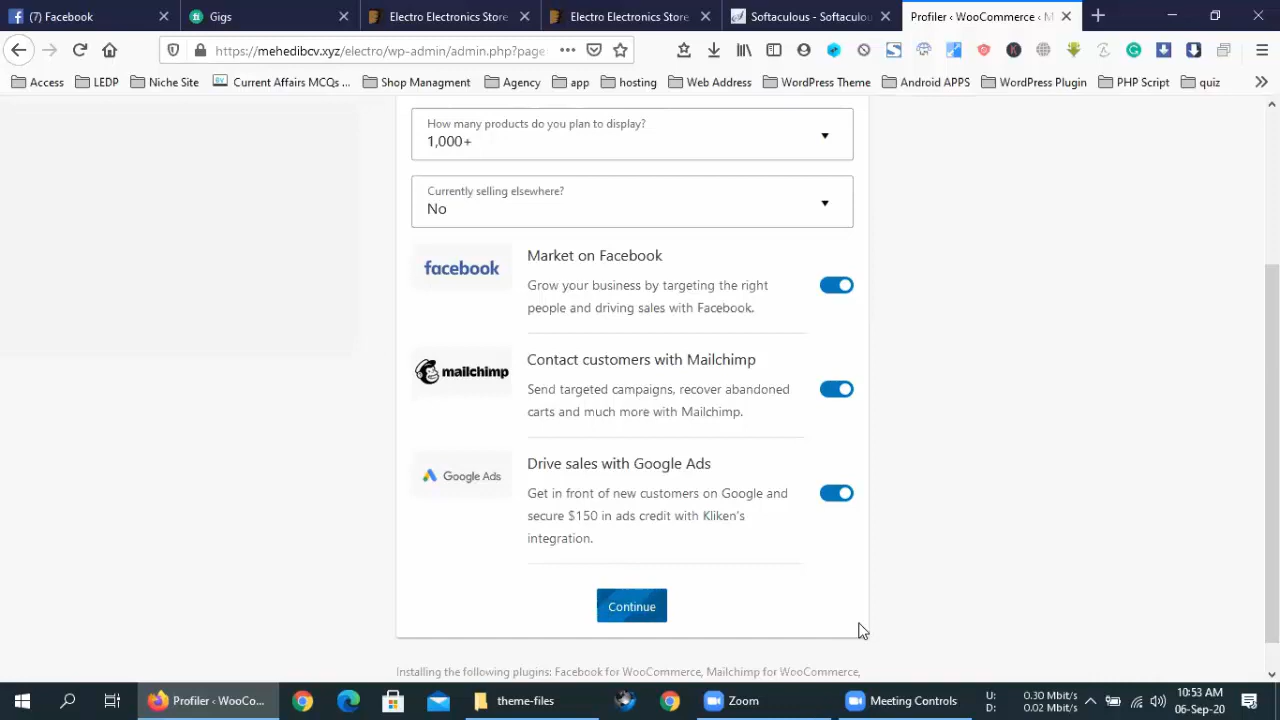 (7) Facebook
Gigs
Electro Electronics Store
Electro Electronics Store
Softaculous - Softaculou
Profiler ‹ WooCommerce ‹ M
https://mehedibcv.xyz/electro/wp-admin/admin.php?page
Access
LEDP
Niche Site
Current Affairs MCQs ...
Shop Managment
Agency
app
hosting
Web Address
WordPress Theme
Android APPS
WordPress Plugin
PHP Script
quiz
How many products do you plan to display?
1,000+
Currently selling elsewhere?
No
facebook
Market on Facebook
Grow your business by targeting the right
people and driving sales with Facebook.
mailchimp
Contact customers with Mailchimp
Send targeted campaigns, recover abandoned
carts and much more with Mailchimp.
Google Ads
Drive sales with Google Ads
Get in front of new customers on Google and
secure $150 in ads credit with Kliken's
integration.
Continue
Installing the following plugins: Facebook for WooCommerce, Mailchimp for WooCommerce,
Profiler ‹ WooCo...
theme-files
Zoom
Meeting Controls
U: 0.30 Mbit/s
D: 0.02 Mbit/s
10:53 AM
06-Sep-20